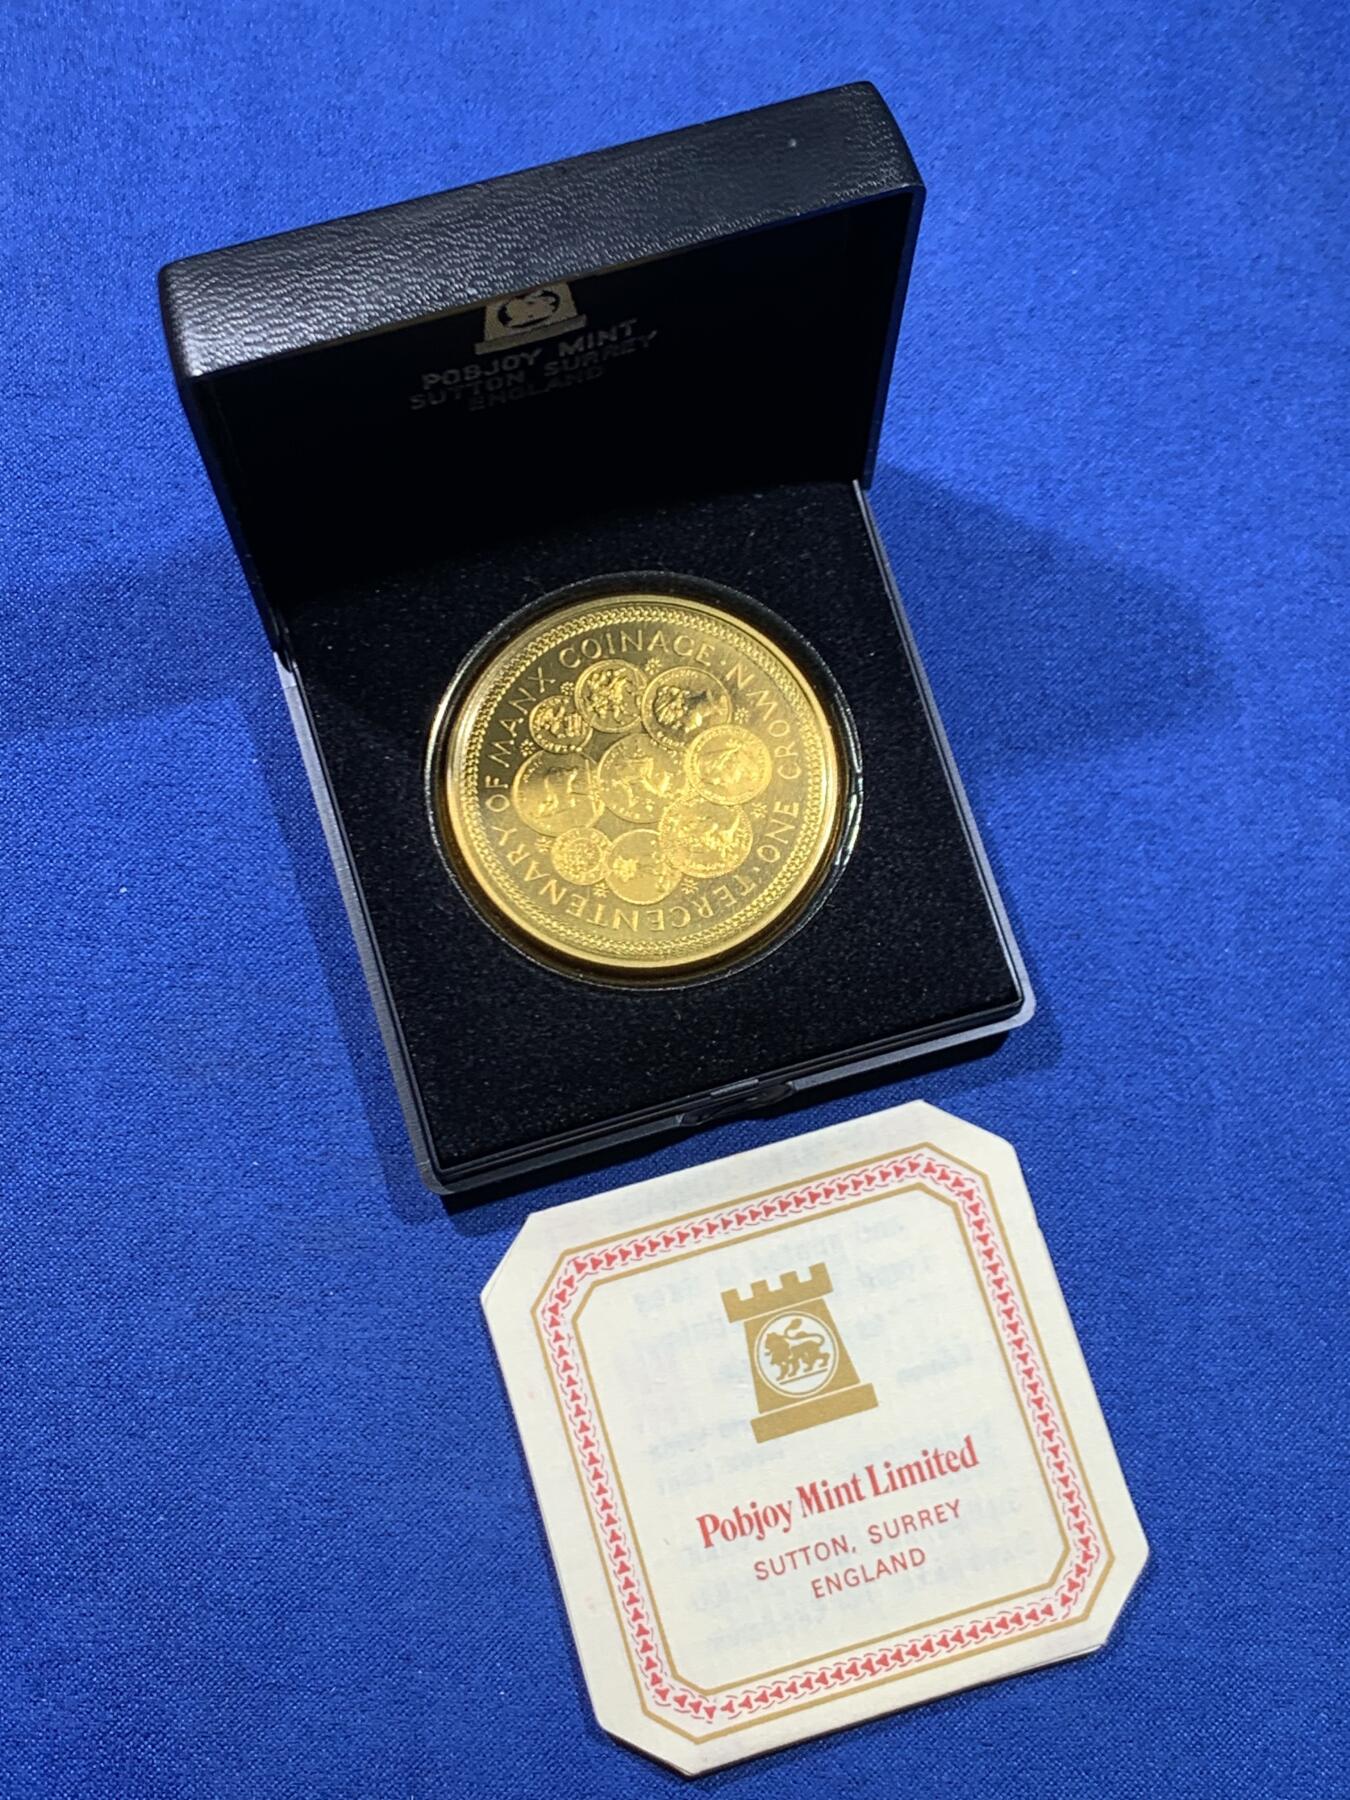 POBJOY MINT
SUTTON SURREY
ENGLAND
TERCENTENARY OF MANX COINAGE · N
ONE CROWN ·
Pobjoy Mint Limited
SUTTON, SURREY
ENGLAND